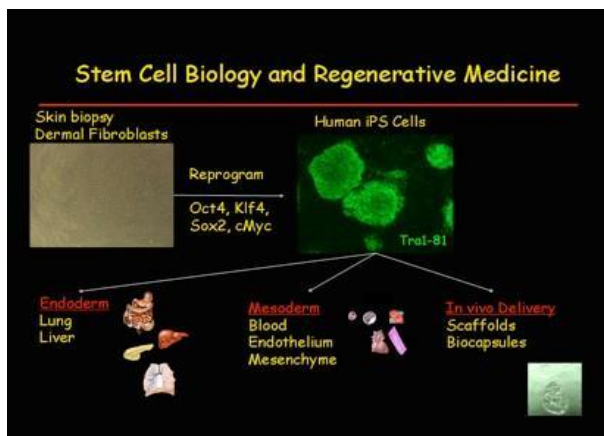 Stem Cell Biology and Regenerative Medicine
Skin biopsy
Dermal Fibroblasts
Human iPS Cells
Reprogram
Oct4, Klf4,
Sox2, cMyc
Tra1-81
Endoderm
Lung
Liver
Mesoderm
Blood
Endothelium
Mesenchyme
In vivo Delivery
Scaffolds
Biocapsules